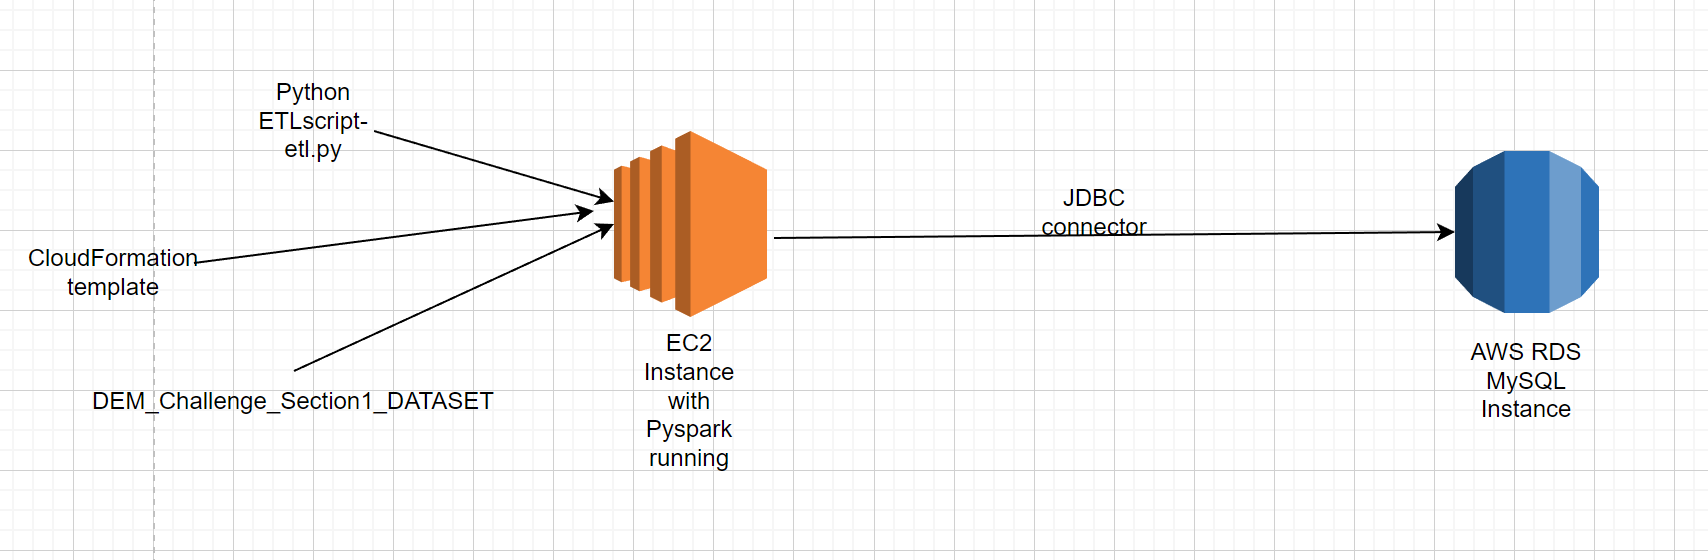 Python
ETLscript-
etl.py
CloudFormation
template
DEM_Challenge_Section1_DATASET
EC2
Instance
with
Pyspark
running
JDBC
connector
AWS RDS
MySQL
Instance